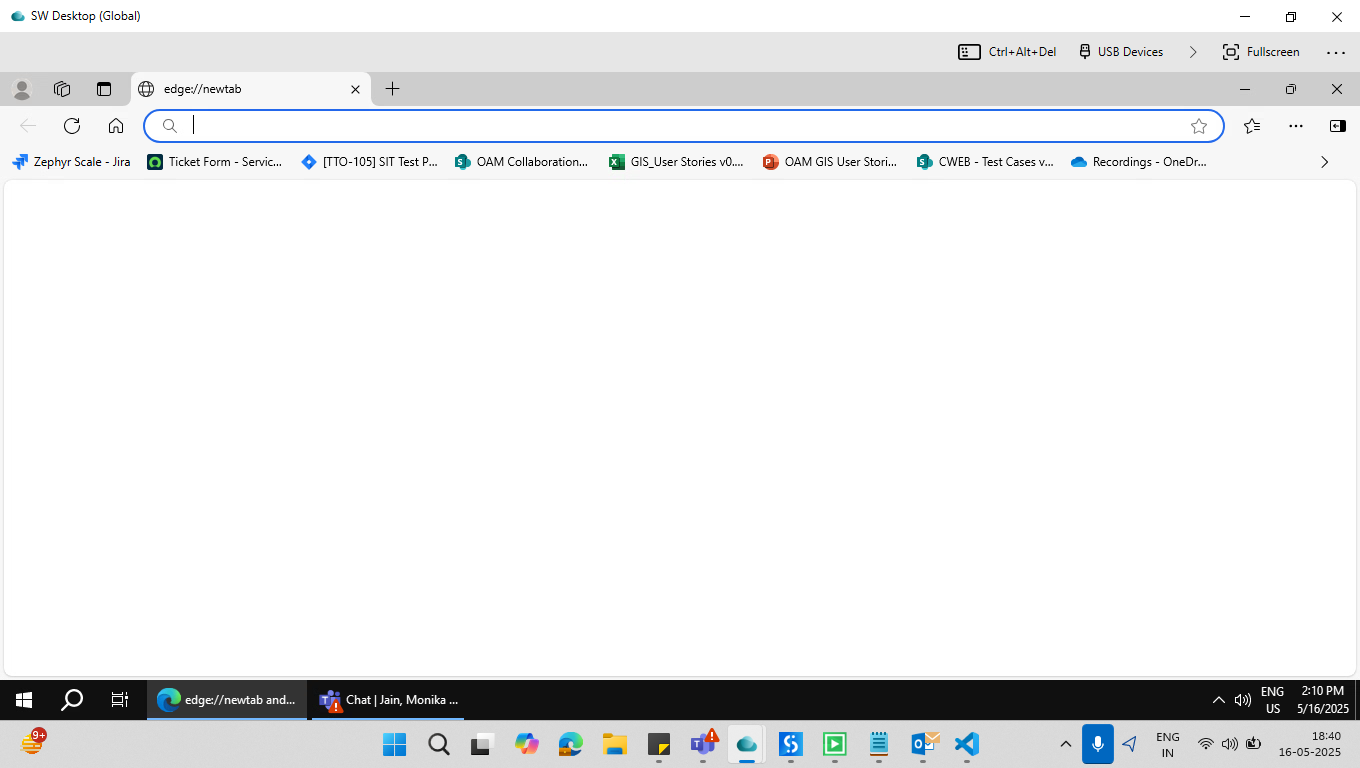 SW Desktop (Global)
Ctrl+Alt+Del USB Devices Fullscreen
edge://newtab
Zephyr Scale - Jira Ticket Form - Servic... [TTO-105] SIT Test P... OAM Collaboration... GIS_User Stories v0.... OAM GIS User Stori... CWEB - Test Cases v... Recordings - OneDr...
edge://newtab and... Chat | Jain, Monika ... ENG 2:10 PM
US 5/16/2025
9+ ENG 18:40
IN 16-05-2025